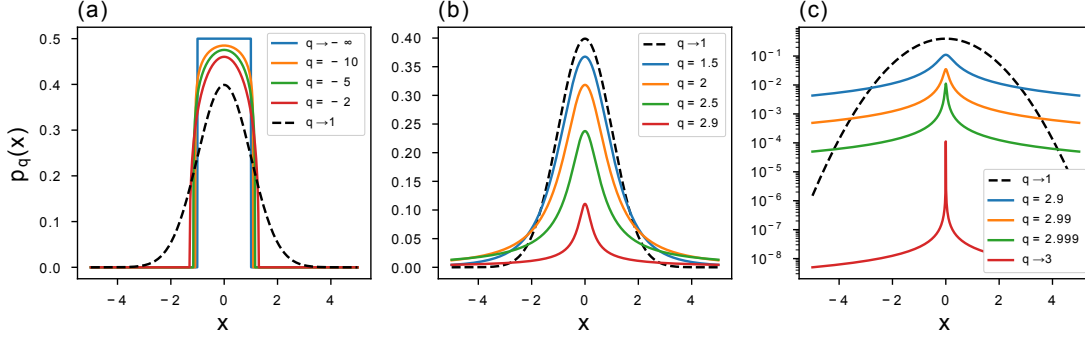 (a)
0.5
0.4
0.3
0.2
0.1
0.0
p_q(x)
q → − ∞
q = − 10
q = − 5
q = − 2
q →1
− 4
− 2
0
2
4
x
(b)
0.40
0.35
0.30
0.25
0.20
0.15
0.10
0.05
0.00
q →1
q = 1.5
q = 2
q = 2.5
q = 2.9
− 4
− 2
0
2
4
x
(c)
10⁻¹
10⁻²
10⁻³
10⁻⁴
10⁻⁵
10⁻⁶
10⁻⁷
10⁻⁸
q →1
q = 2.9
q = 2.99
q = 2.999
q →3
− 4
− 2
0
2
4
x